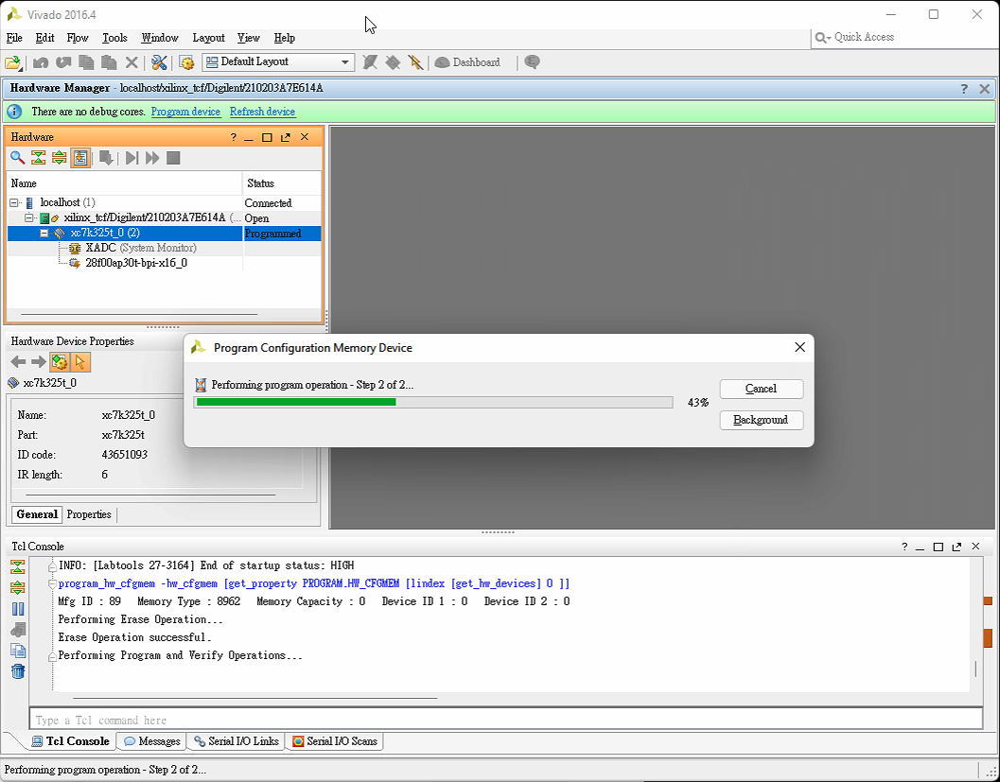 Vivado 2016.4
File Edit Flow Tools Window Layout View Help
Quick Access
Default Layout
Dashboard
Hardware Manager - localhost/xilinx_tcf/Digilent/210203A7E614A
There are no debug cores. Program device Refresh device
Hardware
Name Status
localhost (1) Connected
xilinx_tcf/Digilent/210203A7E614A (... Open
xc7k325t_0 (2) Programmed
XADC (System Monitor)
28f00ap30t-bpi-x16_0
Hardware Device Properties
xc7k325t_0
Name: xc7k325t_0
Part: xc7k325t
ID code: 43651093
IR length: 6
General Properties
Program Configuration Memory Device
Performing program operation - Step 2 of 2...
43%
Cancel
Background
Tcl Console
INFO: [Labtools 27-3164] End of startup status: HIGH
program_hw_cfgmem -hw_cfgmem [get_property PROGRAM.HW_CFGMEM [lindex [get_hw_devices] 0 ]]
Mfg ID : 89 Memory Type : 8962 Memory Capacity : 0 Device ID 1 : 0 Device ID 2 : 0
Performing Erase Operation...
Erase Operation successful.
Performing Program and Verify Operations...
Type a Tcl command here
Tcl Console Messages Serial I/O Links Serial I/O Scans
Performing program operation - Step 2 of 2...